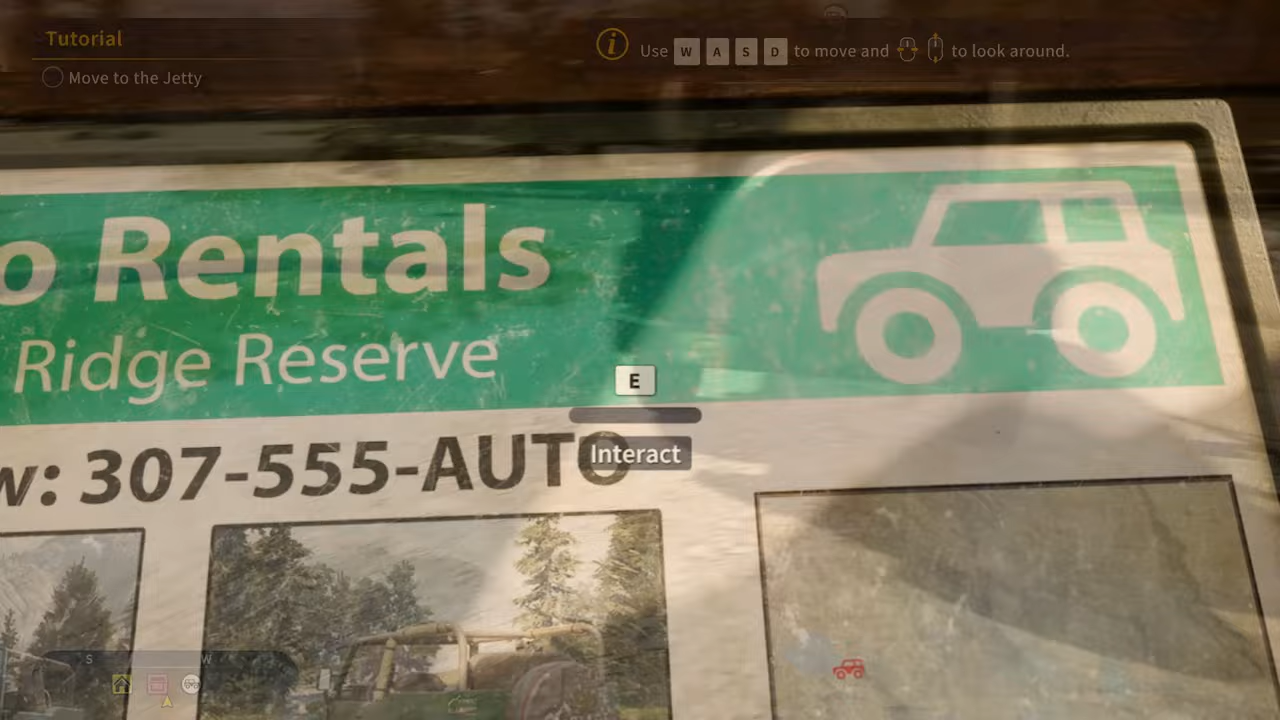 Tutorial
Move to the Jetty
i Use W A S D to move and to look around.
o Rentals
Ridge Reserve
w: 307-555-AUTO
E
Interact
S W